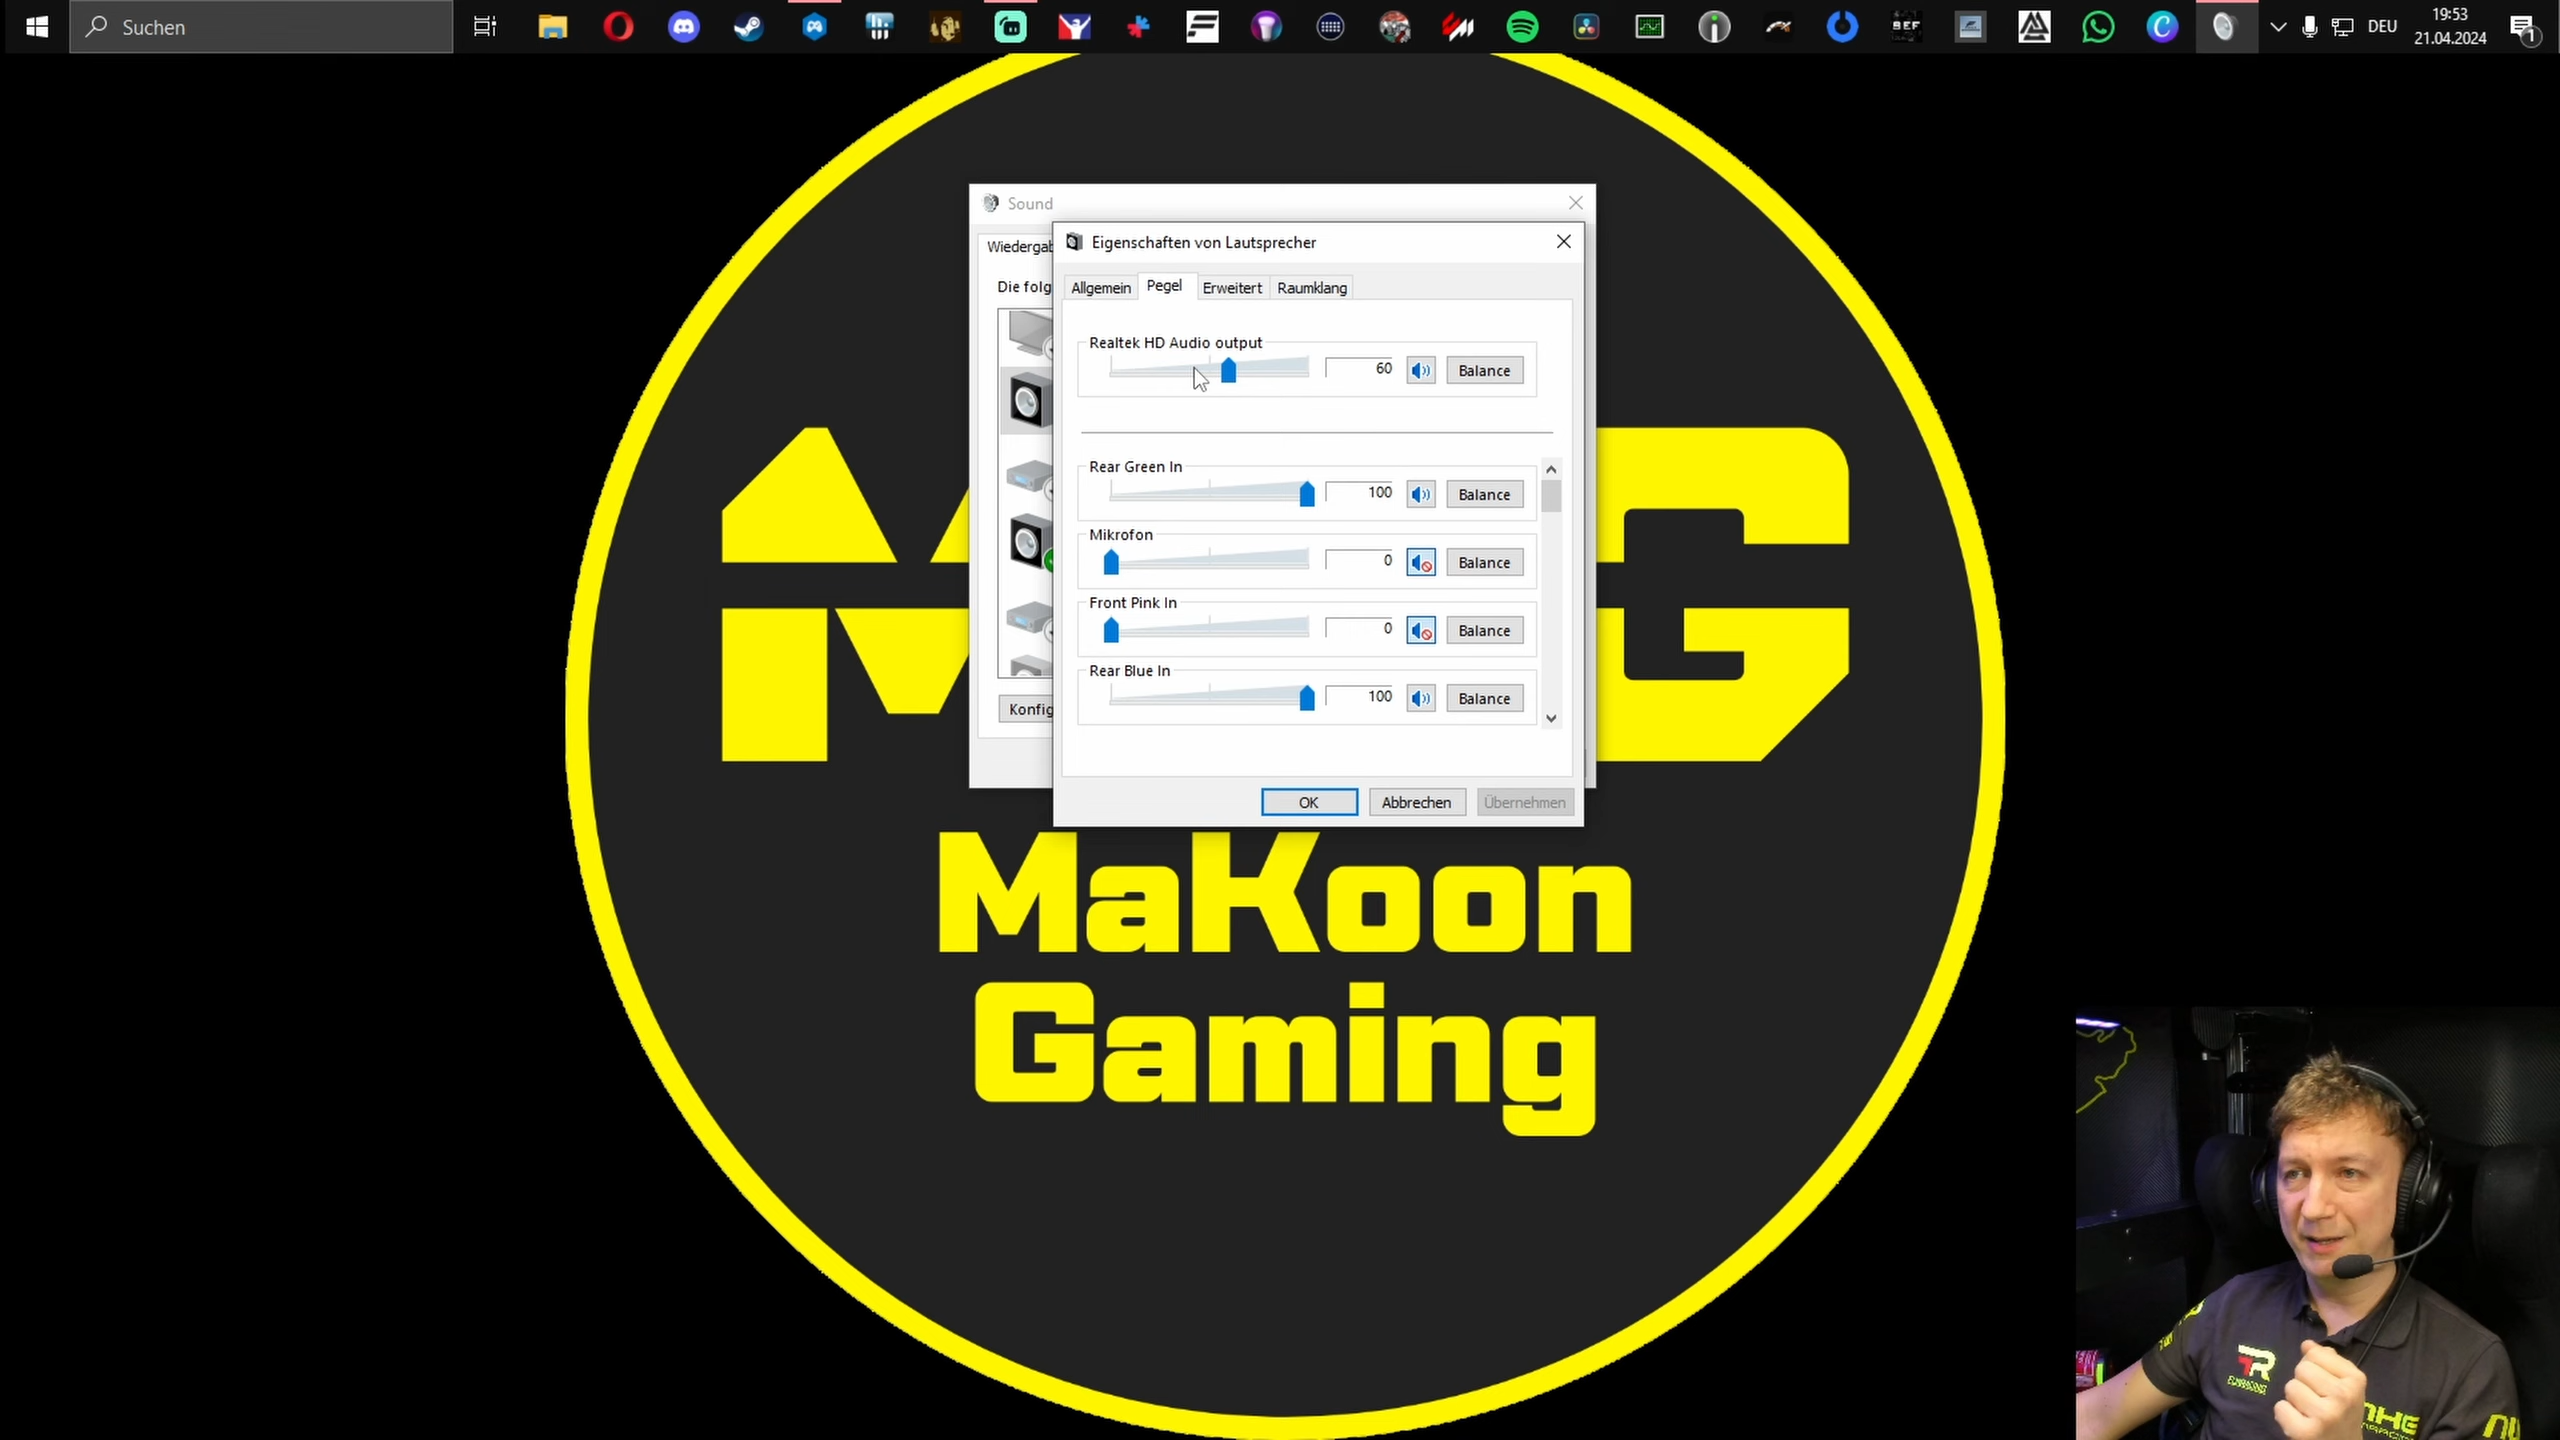 Suchen
BEF
DEU
19:53
21.04.2024
1
Sound
Wiedergab
Die folg
Konfig
Eigenschaften von Lautsprecher
Allgemein
Pegel
Erweitert
Raumklang
Realtek HD Audio output
60
Balance
Rear Green In
100
Balance
Mikrofon
0
Balance
Front Pink In
0
Balance
Rear Blue In
100
Balance
OK
Abbrechen
Übernehmen
G
MaKoon
Gaming